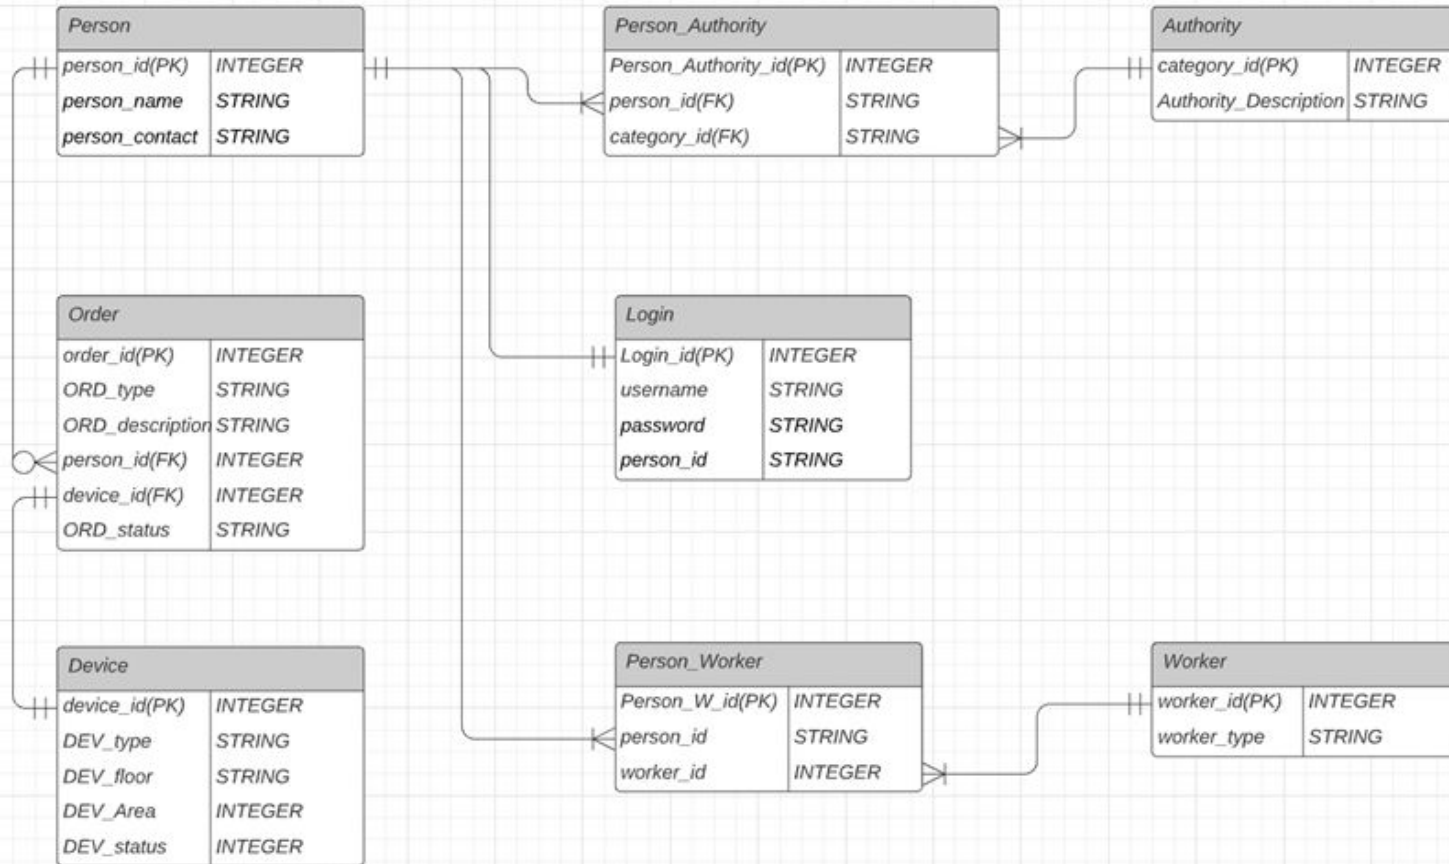 Person
person_id(PK) INTEGER
person_name STRING
person_contact STRING
Person_Authority
Person_Authority_id(PK) INTEGER
person_id(FK) STRING
category_id(FK) STRING
Authority
category_id(PK) INTEGER
Authority_Description STRING
Order
order_id(PK) INTEGER
ORD_type STRING
ORD_description STRING
person_id(FK) INTEGER
device_id(FK) INTEGER
ORD_status STRING
Login
Login_id(PK) INTEGER
username STRING
password STRING
person_id STRING
Device
device_id(PK) INTEGER
DEV_type STRING
DEV_floor STRING
DEV_Area INTEGER
DEV_status INTEGER
Person_Worker
Person_W_id(PK) INTEGER
person_id STRING
worker_id INTEGER
Worker
worker_id(PK) INTEGER
worker_type STRING